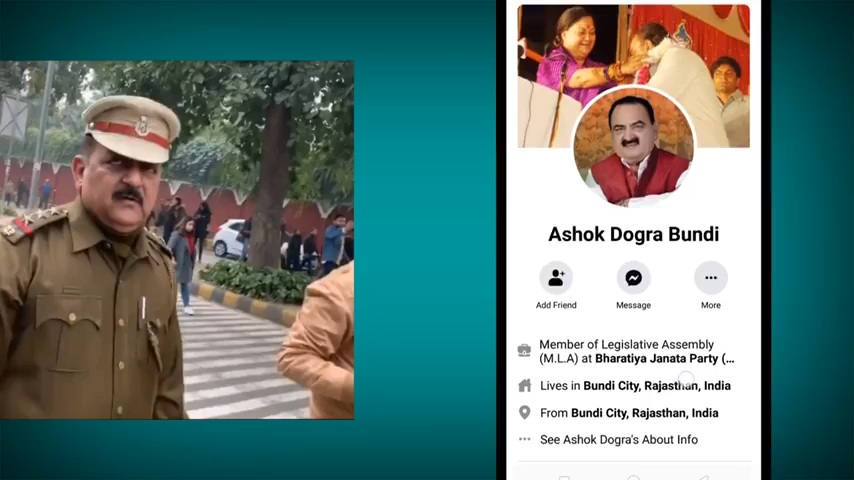 Ashok Dogra Bundi
Add Friend
Message
More
Member of Legislative Assembly
(M.L.A) at Bharatiya Janata Party (...
Lives in Bundi City, Rajasthan, India
From Bundi City, Rajasthan, India
See Ashok Dogra's About Info